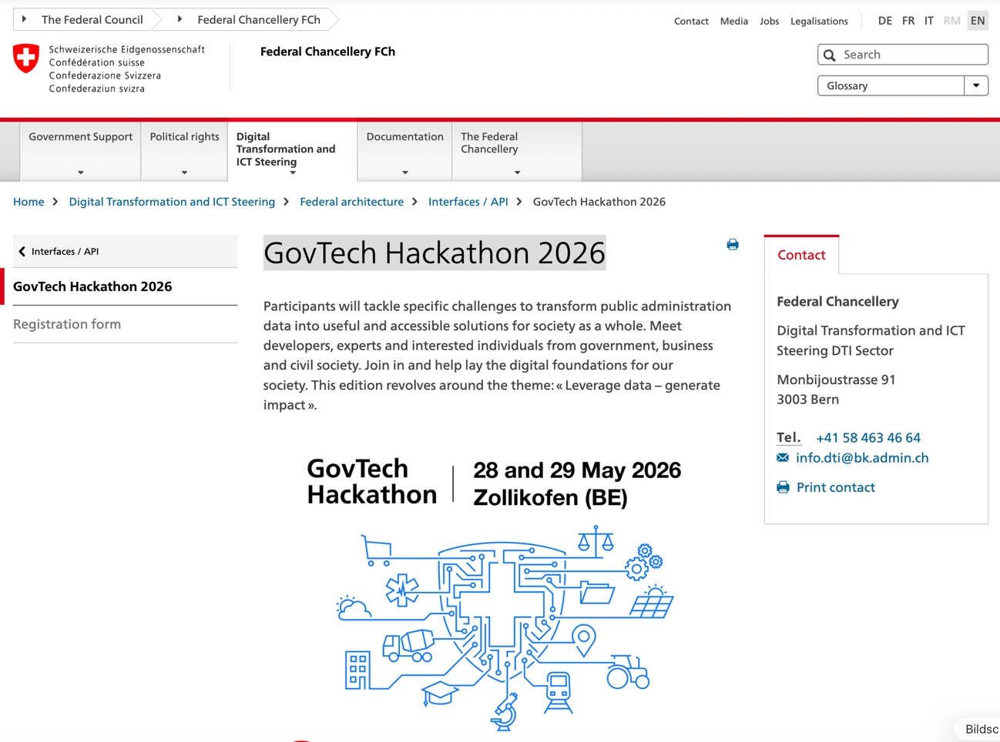 The Federal Council
Federal Chancellery FCh
Contact Media Jobs Legalisations
DE FR IT RM EN
Schweizerische Eidgenossenschaft
Confédération suisse
Confederazione Svizzera
Confederaziun svizra
Federal Chancellery FCh
Search
Glossary
Government Support
Political rights
Digital
Transformation and
ICT Steering
Documentation
The Federal
Chancellery
Home
Digital Transformation and ICT Steering
Federal architecture
Interfaces / API
GovTech Hackathon 2026
Interfaces / API
GovTech Hackathon 2026
Registration form
GovTech Hackathon 2026
Participants will tackle specific challenges to transform public administration
data into useful and accessible solutions for society as a whole. Meet
developers, experts and interested individuals from government, business
and civil society. Join in and help lay the digital foundations for our
society. This edition revolves around the theme: « Leverage data – generate
impact ».
GovTech
Hackathon
28 and 29 May 2026
Zollikofen (BE)
Contact
Federal Chancellery
Digital Transformation and ICT
Steering DTI Sector
Monbijoustrasse 91
3003 Bern
Tel. +41 58 463 46 64
info.dti@bk.admin.ch
Print contact
Bildsc